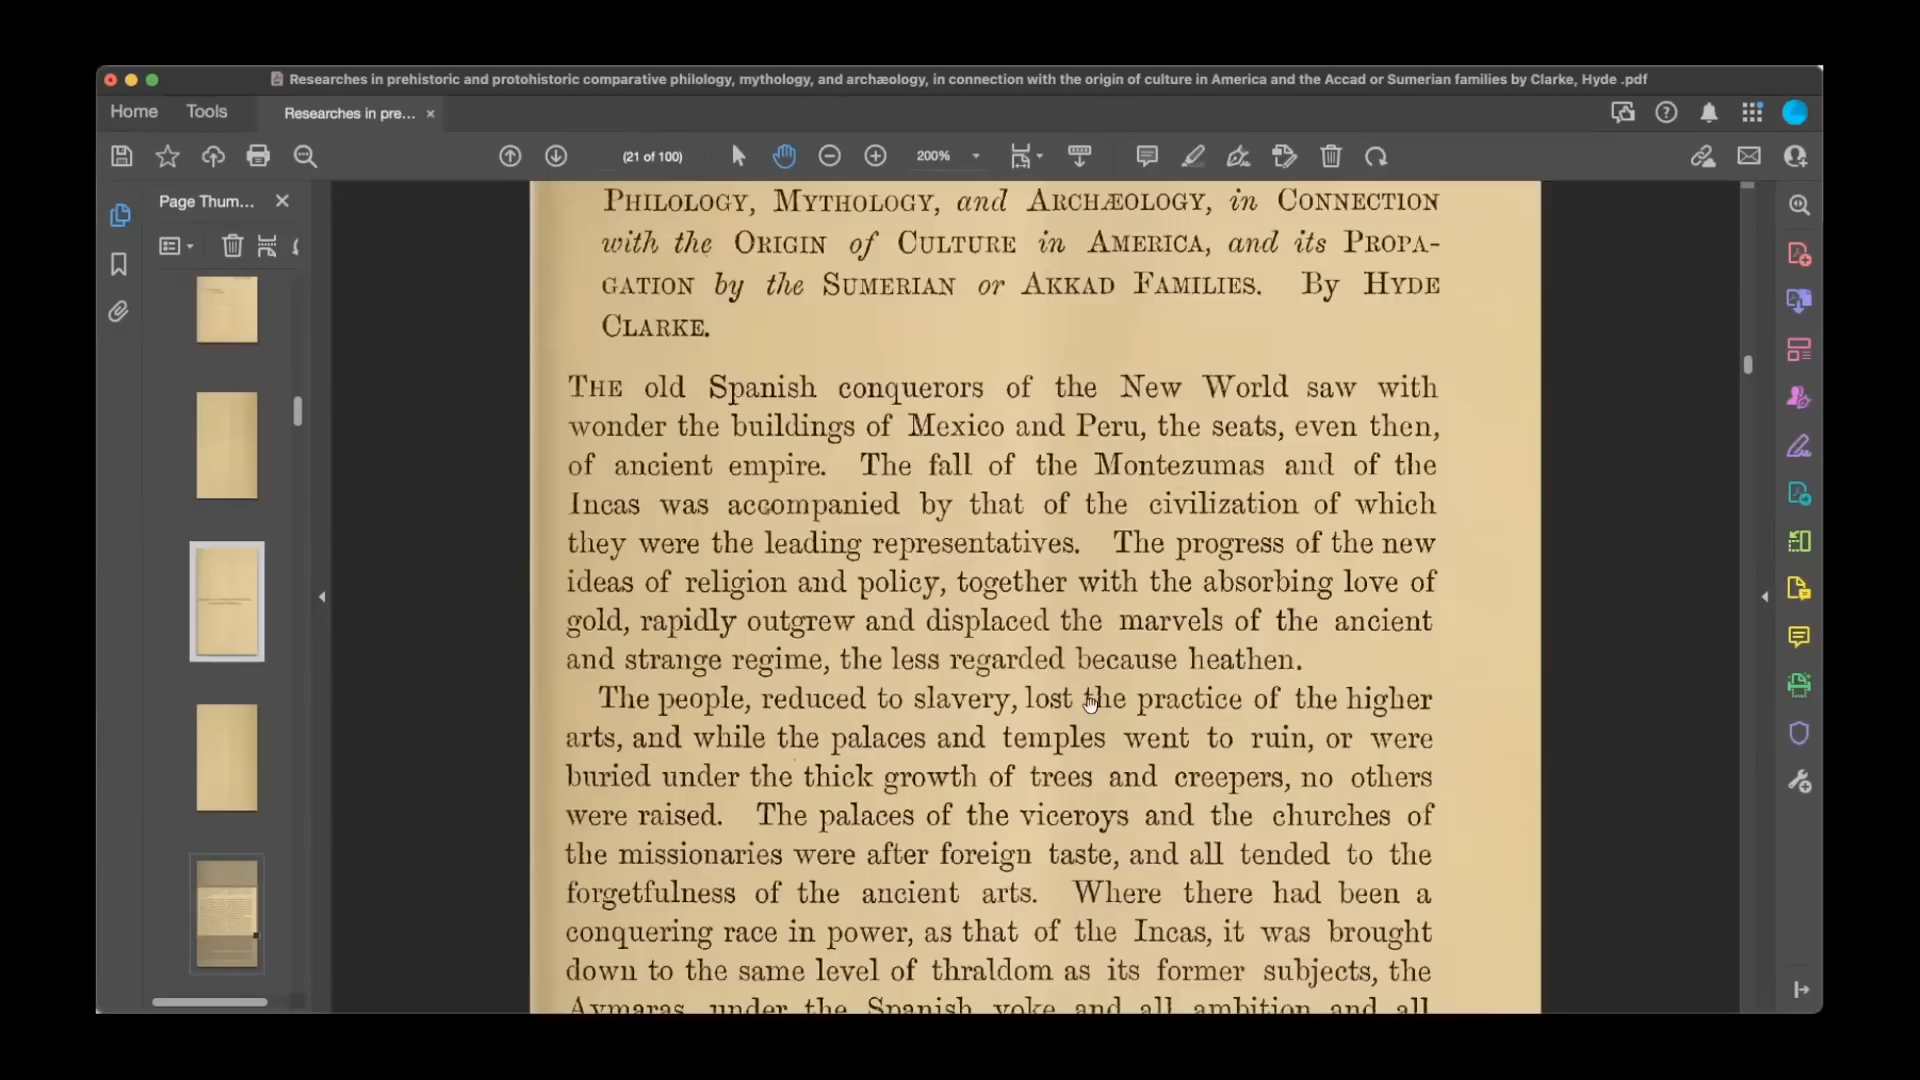 Researches in prehistoric and protohistoric comparative philology, mythology, and archæology, in connection with the origin of culture in America and the Accad or Sumerian families by Clarke, Hyde .pdf
Home Tools Researches in pre... ×
(21 of 100) 200%
Page Thum...
PHILOLOGY, MYTHOLOGY, and ARCHÆOLOGY, in CONNECTION
with the ORIGIN of CULTURE in AMERICA, and its PROPA-
GATION by the SUMERIAN or AKKAD FAMILIES. By HYDE
CLARKE.
THE old Spanish conquerors of the New World saw with
wonder the buildings of Mexico and Peru, the seats, even then,
of ancient empire. The fall of the Montezumas and of the
Incas was accompanied by that of the civilization of which
they were the leading representatives. The progress of the new
ideas of religion and policy, together with the absorbing love of
gold, rapidly outgrew and displaced the marvels of the ancient
and strange regime, the less regarded because heathen.
The people, reduced to slavery, lost the practice of the higher
arts, and while the palaces and temples went to ruin, or were
buried under the thick growth of trees and creepers, no others
were raised. The palaces of the viceroys and the churches of
the missionaries were after foreign taste, and all tended to the
forgetfulness of the ancient arts. Where there had been a
conquering race in power, as that of the Incas, it was brought
down to the same level of thraldom as its former subjects, the
Aymaras, under the Spanish yoke and all ambition and all